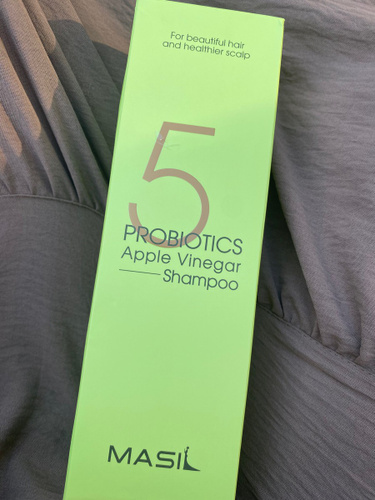 For beautiful hair
and healthier scalp
5
PROBIOTICS
Apple Vinegar
Shampoo
MASIL